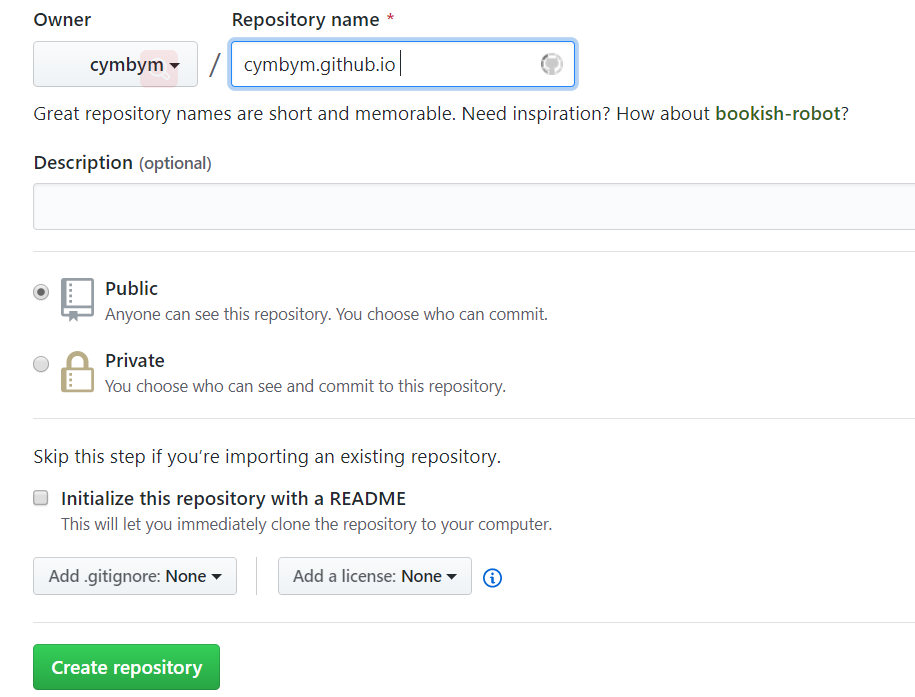 Owner Repository name *
cymbym / cymbym.github.io
Great repository names are short and memorable. Need inspiration? How about bookish-robot?
Description (optional)
Public
Anyone can see this repository. You choose who can commit.
Private
You choose who can see and commit to this repository.
Skip this step if you’re importing an existing repository.
Initialize this repository with a README
This will let you immediately clone the repository to your computer.
Add .gitignore: None Add a license: None
Create repository